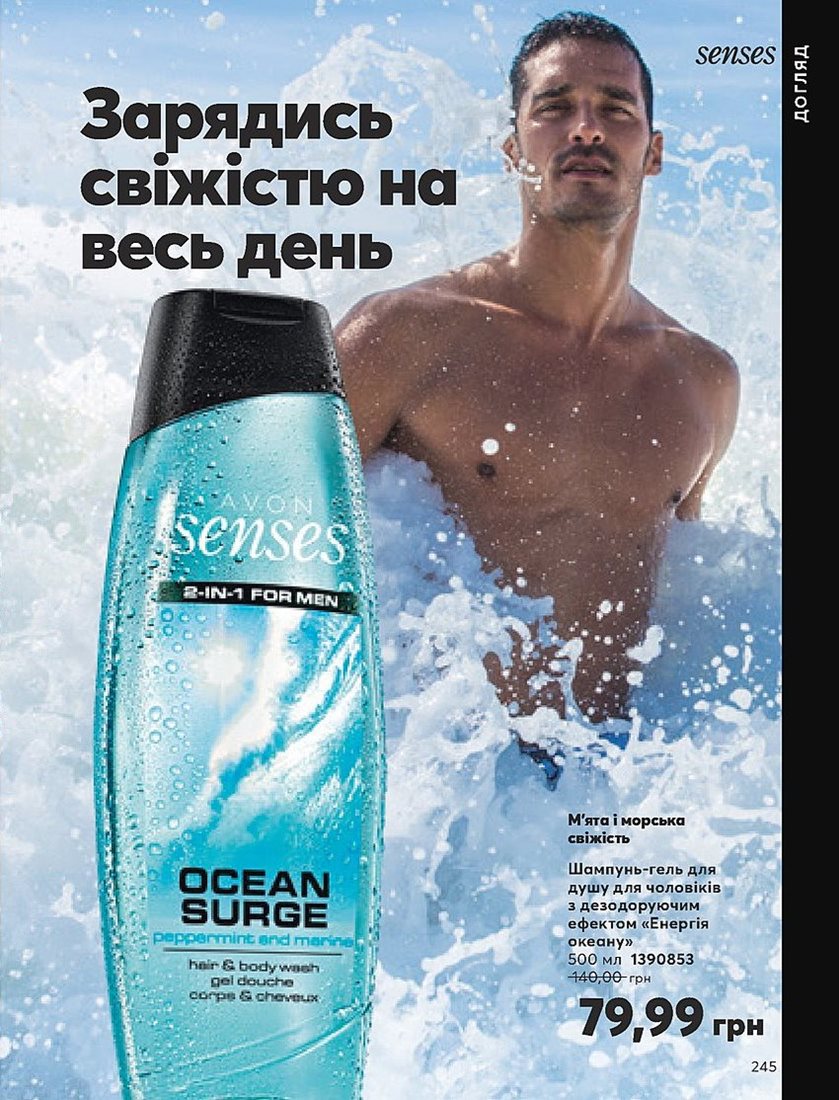 senses
ДОГЛЯД
Зарядись
свіжістю на
весь день
AVON
senses
2-IN-1 FOR MEN
OCEAN
SURGE
peppermint and marine
hair & body wash
gel douche
corps & cheveux
М'ята і морська
свіжість
Шампунь-гель для
душу для чоловіків
з дезодоруючим
ефектом «Енергія
океану»
500 мл 1390853
140,00 грн
79,99 грн
245